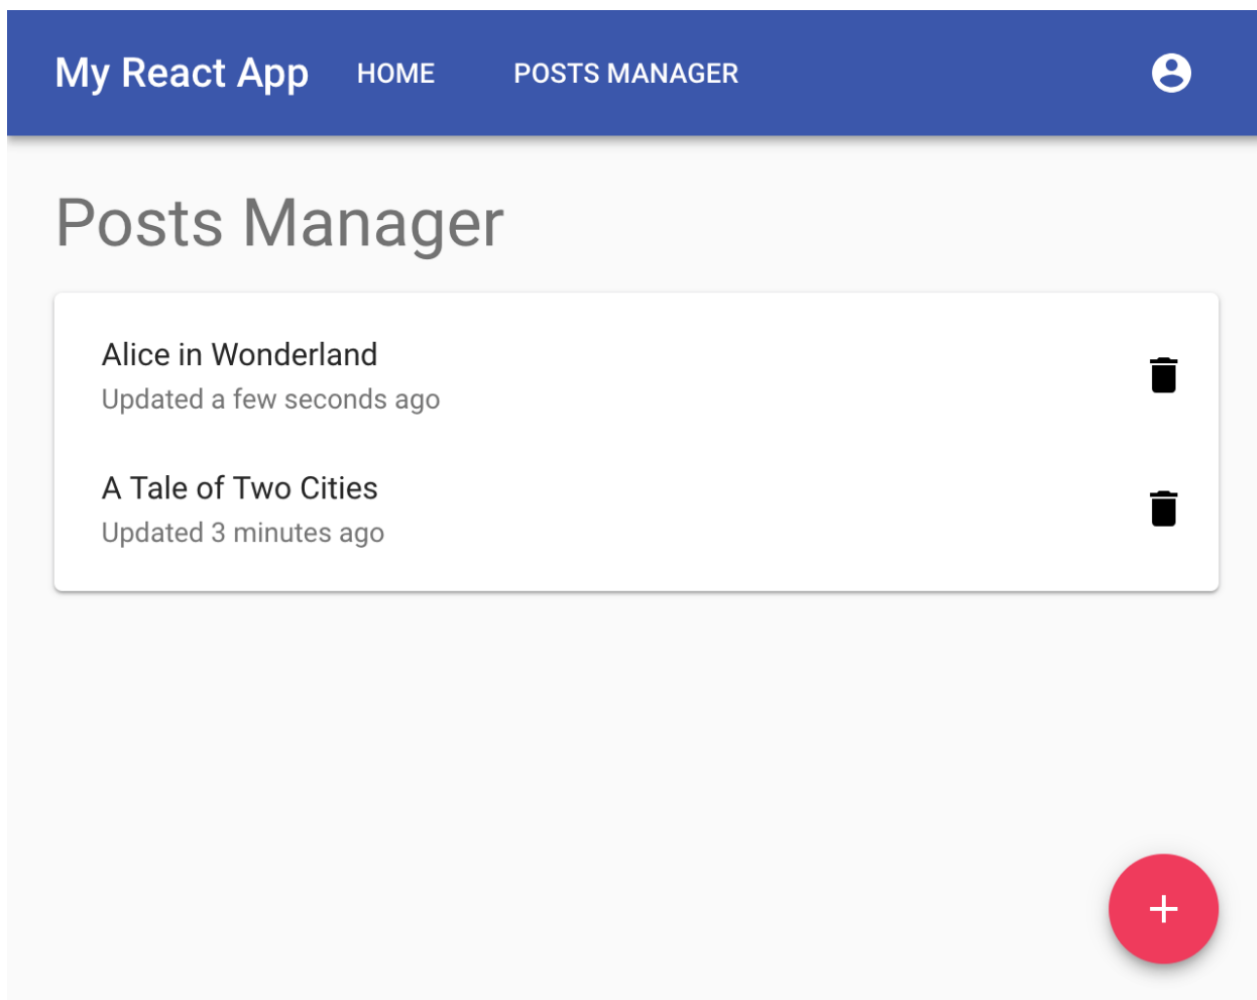 My React App HOME POSTS MANAGER
Posts Manager
Alice in Wonderland
Updated a few seconds ago
A Tale of Two Cities
Updated 3 minutes ago